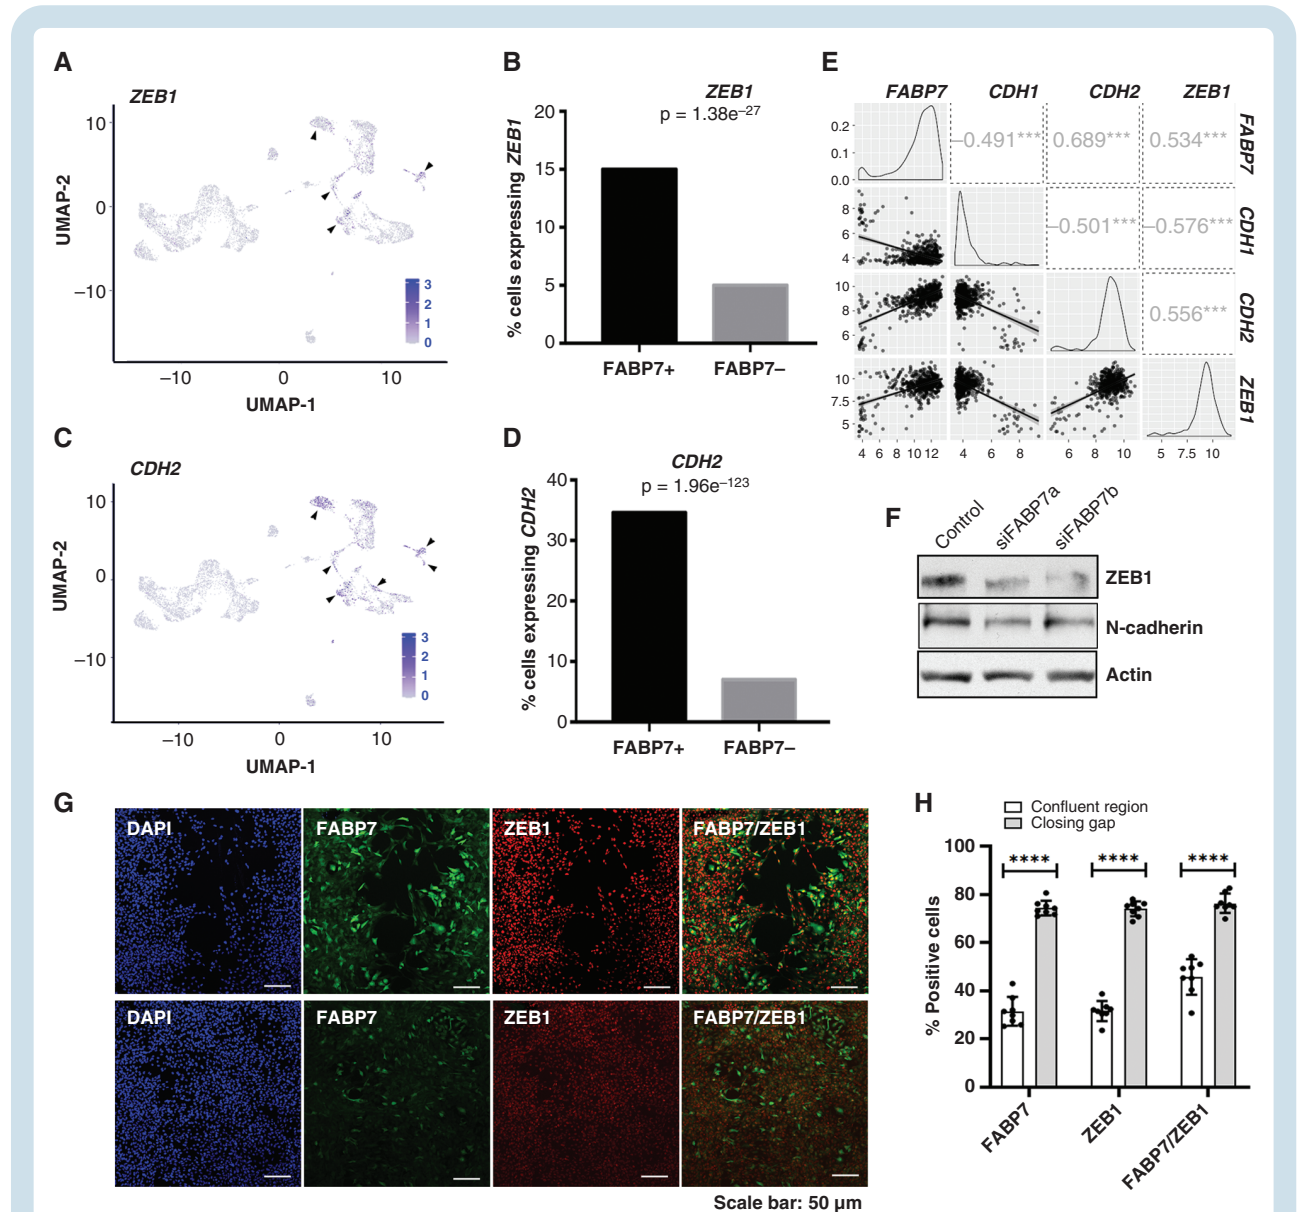 A
ZEB1
10
0
−10
UMAP-2
3
2
1
0
−10 0 10
UMAP-1
B
ZEB1
p = 1.38e−27
% cells expressing ZEB1
20
15
10
5
0
FABP7+ FABP7−
C
CDH2
10
0
−10
UMAP-2
3
2
1
0
−10 0 10
UMAP-1
D
CDH2
p = 1.96e−123
% cells expressing CDH2
40
30
20
10
0
FABP7+ FABP7−
E
FABP7 CDH1 CDH2 ZEB1
0.2
0.1
0.0
−0.491*** 0.689*** 0.534***
FABP7
8
6
4
−0.501*** −0.576***
CDH1
10
8
6
0.556***
CDH2
10
7.5
5
ZEB1
4 6 8 10 12 4 6 8 6 8 10 5 7.5 10
F
Control siFABP7a siFABP7b
ZEB1
N-cadherin
Actin
G
DAPI FABP7 ZEB1 FABP7/ZEB1
DAPI FABP7 ZEB1 FABP7/ZEB1
Scale bar: 50 μm
H
Confluent region
Closing gap
% Positive cells
100
80
60
40
20
0
**** **** ****
FABP7 ZEB1 FABP7/ZEB1